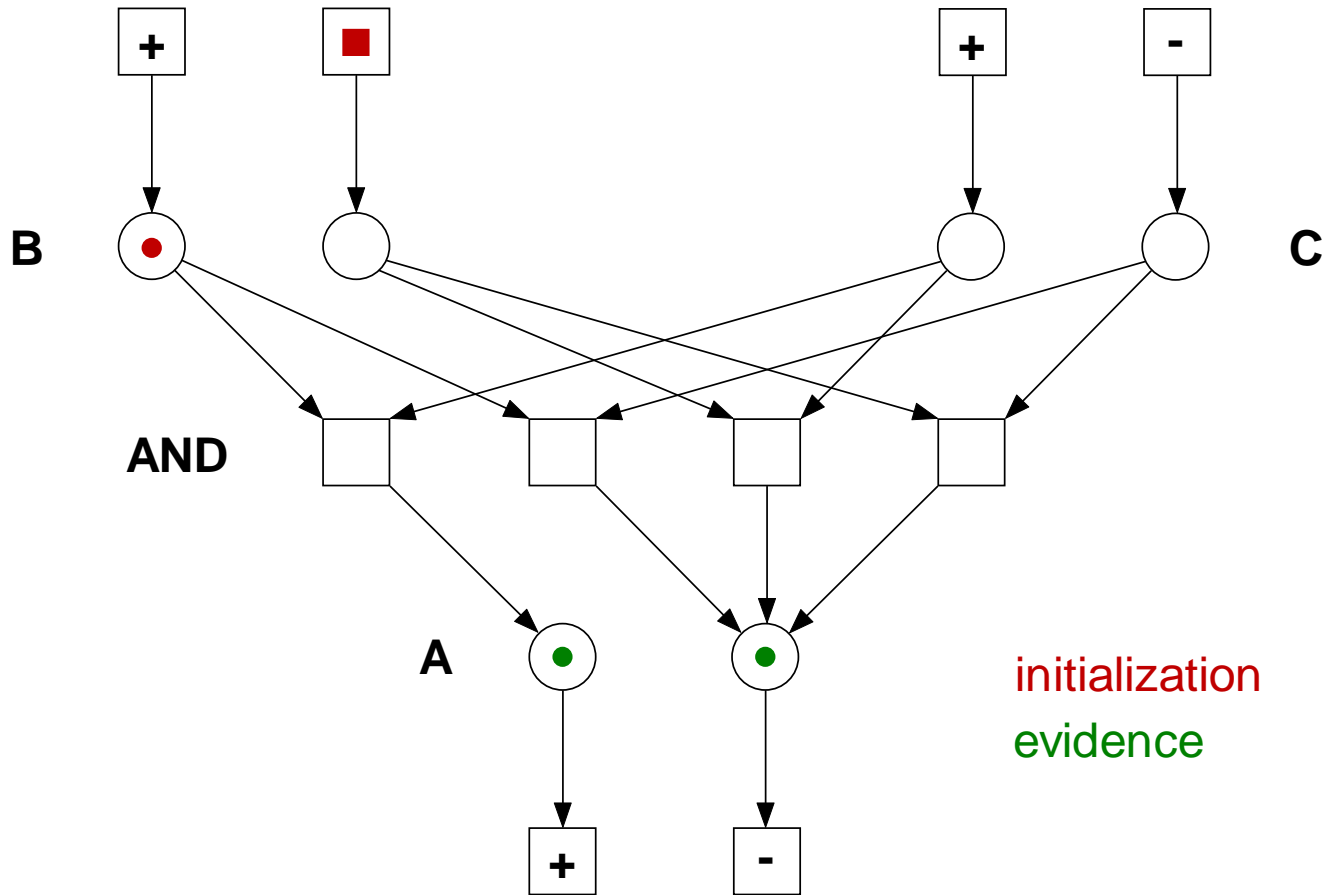 + + -
B C
AND
A
initialization
evidence
+ -